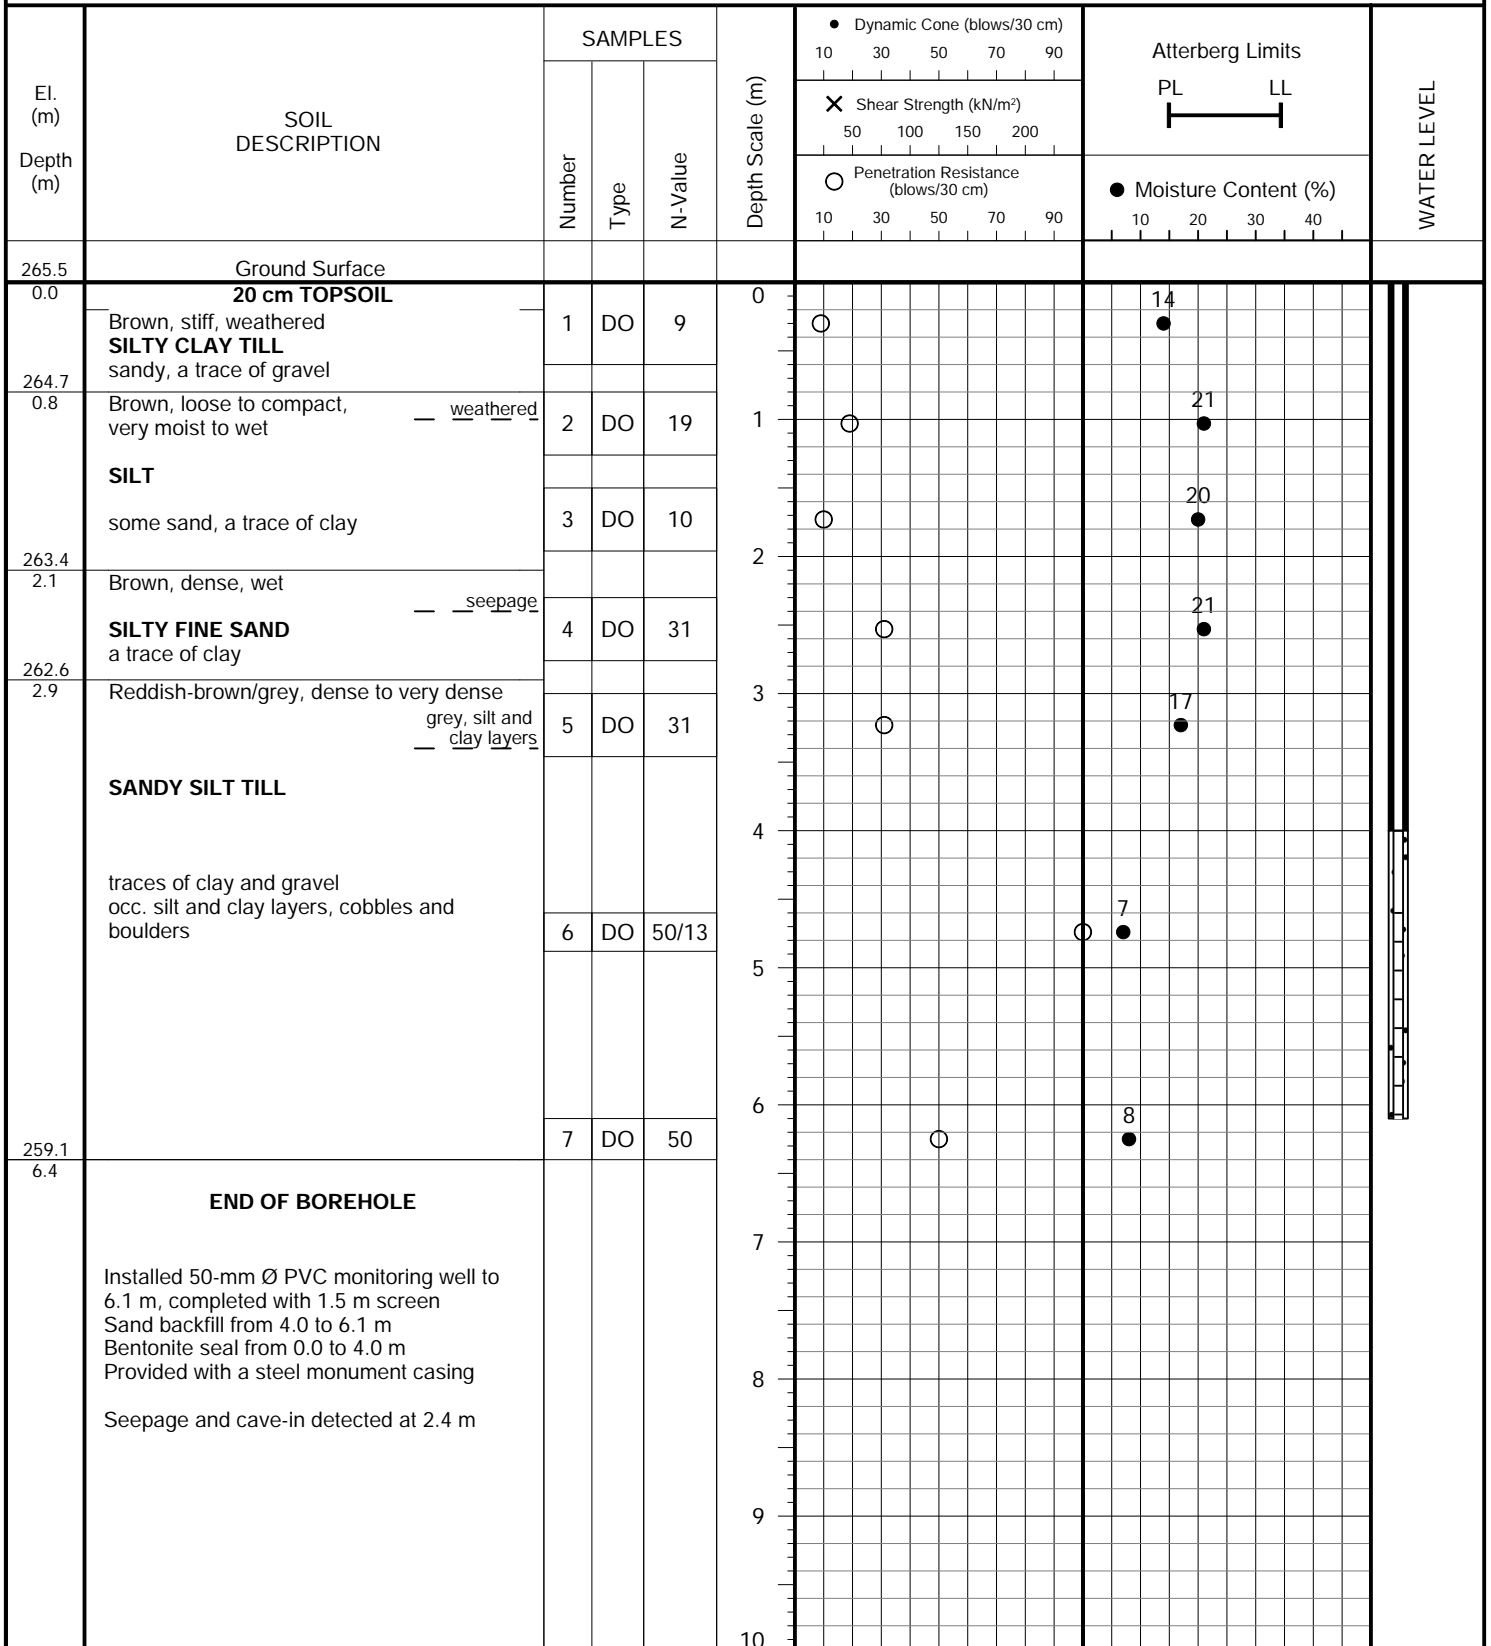 El.
(m)
Depth
(m)
SOIL
DESCRIPTION
SAMPLES
Number
Type
N-Value
Depth Scale (m)
● Dynamic Cone (blows/30 cm)
10 30 50 70 90
✕ Shear Strength (kN/m²)
50 100 150 200
○ Penetration Resistance
(blows/30 cm)
10 30 50 70 90
Atterberg Limits
PL LL
● Moisture Content (%)
10 20 30 40
WATER LEVEL
265.5 Ground Surface
0.0 20 cm TOPSOIL 0
14
Brown, stiff, weathered 1 DO 9
SILTY CLAY TILL
sandy, a trace of gravel
264.7
0.8 Brown, loose to compact, weathered 21
very moist to wet 2 DO 19 1
SILT
20
some sand, a trace of clay 3 DO 10
263.4 2
2.1 Brown, dense, wet
seepage 21
SILTY FINE SAND 4 DO 31
a trace of clay
262.6
2.9 Reddish-brown/grey, dense to very dense 3
17
grey, silt and
clay layers 5 DO 31
SANDY SILT TILL
4
traces of clay and gravel
occ. silt and clay layers, cobbles and 7
boulders 6 DO 50/13
5
6
8
7 DO 50
259.1
6.4
END OF BOREHOLE
7
Installed 50-mm Ø PVC monitoring well to
6.1 m, completed with 1.5 m screen
Sand backfill from 4.0 to 6.1 m
Bentonite seal from 0.0 to 4.0 m
Provided with a steel monument casing
8
Seepage and cave-in detected at 2.4 m
9
10